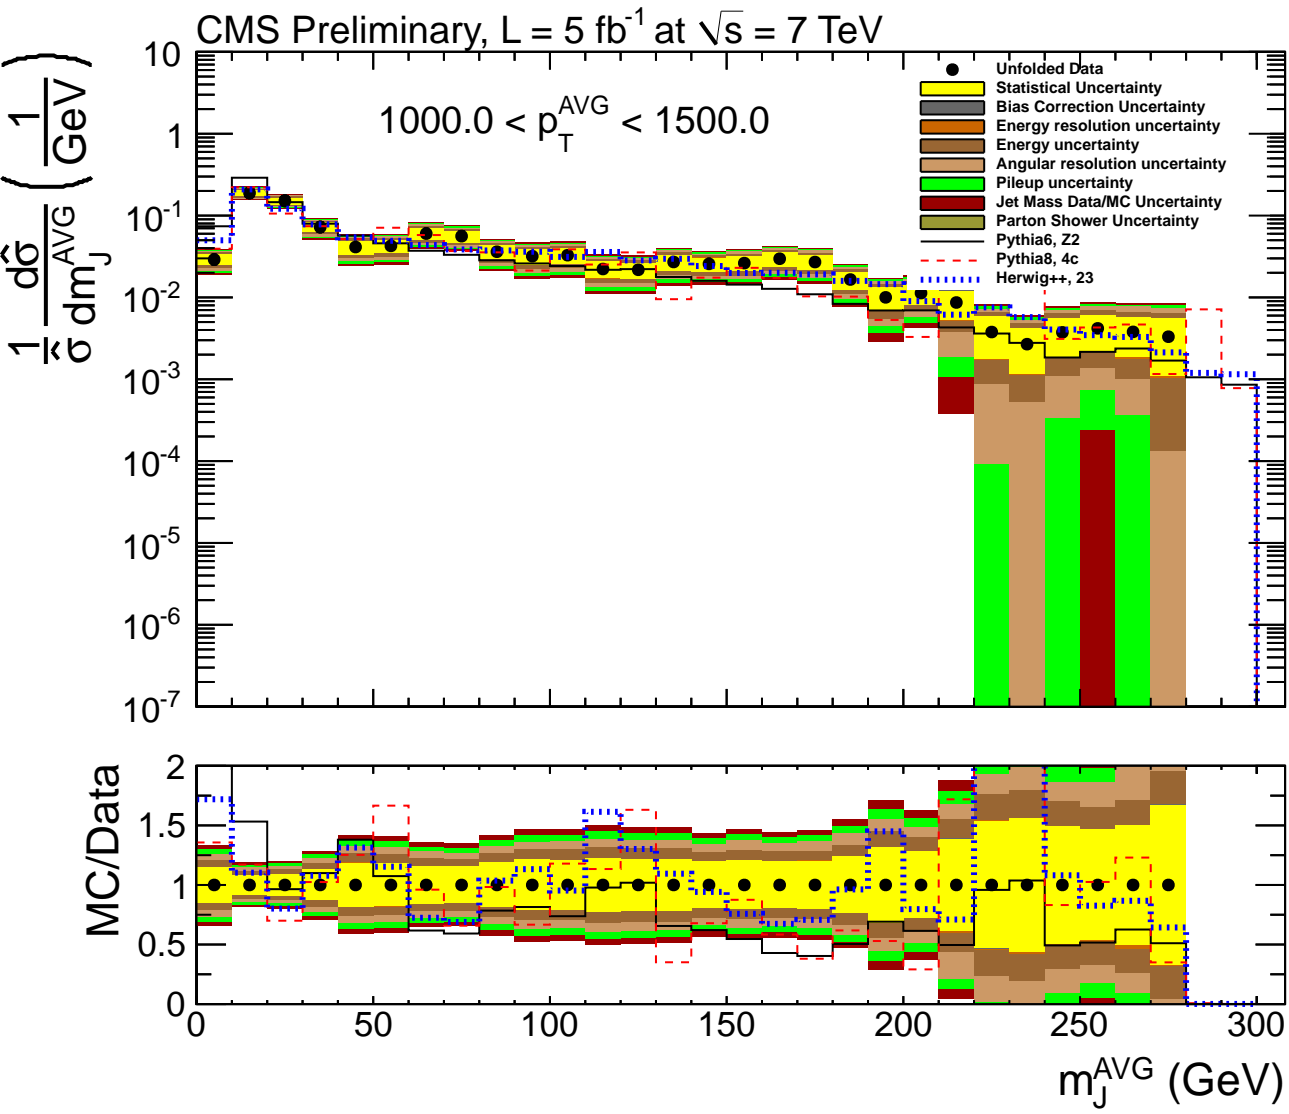 CMS Preliminary, L = 5 fb⁻¹ at √s = 7 TeV
1/σ̂ dσ̂/dm_J^AVG (1/GeV)
1000.0 < p_T^AVG < 1500.0
Unfolded Data
Statistical Uncertainty
Bias Correction Uncertainty
Energy resolution uncertainty
Energy uncertainty
Angular resolution uncertainty
Pileup uncertainty
Jet Mass Data/MC Uncertainty
Parton Shower Uncertainty
Pythia6, Z2
Pythia8, 4c
Herwig++, 23
10
1
10⁻¹
10⁻²
10⁻³
10⁻⁴
10⁻⁵
10⁻⁶
10⁻⁷
MC/Data
2
1.5
1
0.5
0
0 50 100 150 200 250 300
m_J^AVG (GeV)